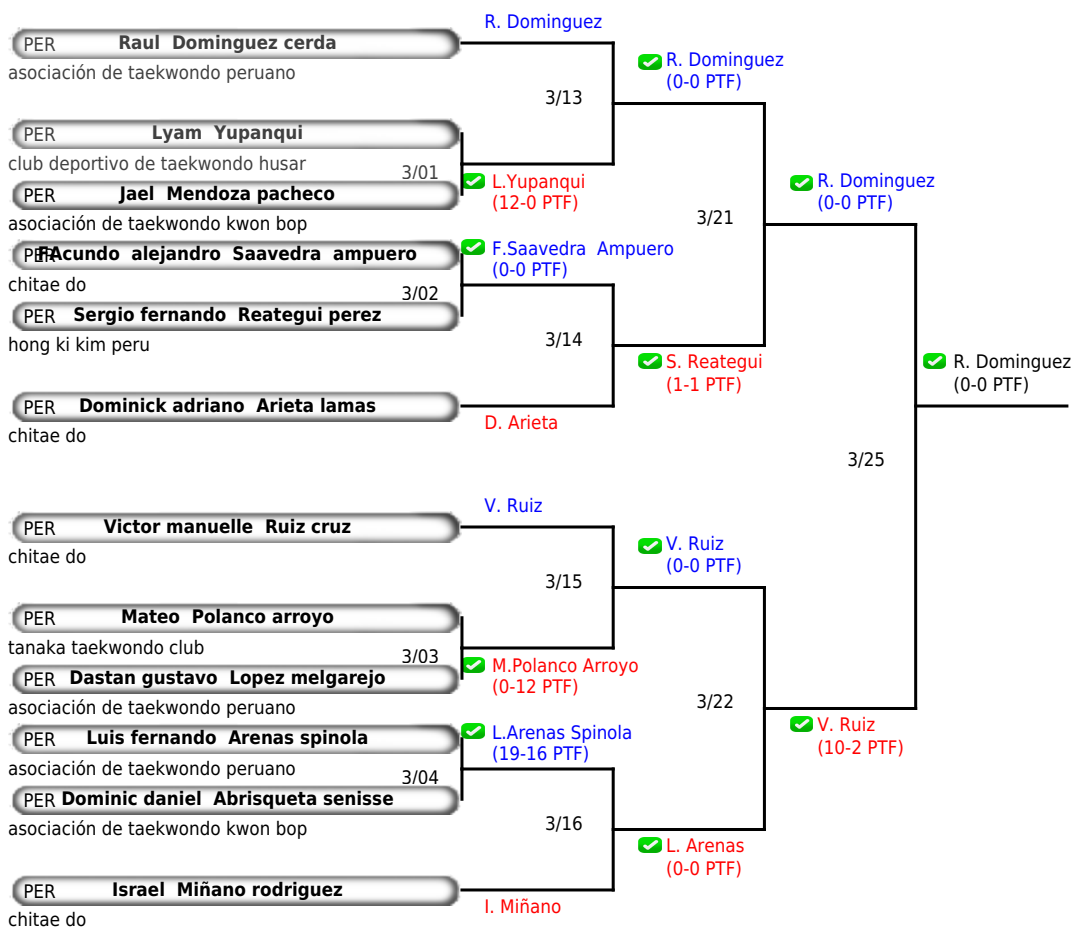 R. Dominguez
PER Raul Dominguez cerda
asociación de taekwondo peruano
R. Dominguez
(0-0 PTF)
3/13
PER Lyam Yupanqui
club deportivo de taekwondo husar
3/01
L.Yupanqui
(12-0 PTF)
PER Jael Mendoza pacheco
asociación de taekwondo kwon bop
R. Dominguez
(0-0 PTF)
3/21
PER FAcundo alejandro Saavedra ampuero
chitae do
F.Saavedra Ampuero
(0-0 PTF)
3/02
PER Sergio fernando Reategui perez
hong ki kim peru
3/14
S. Reategui
(1-1 PTF)
R. Dominguez
(0-0 PTF)
PER Dominick adriano Arieta lamas
chitae do
D. Arieta
3/25
V. Ruiz
PER Victor manuelle Ruiz cruz
chitae do
V. Ruiz
(0-0 PTF)
3/15
PER Mateo Polanco arroyo
tanaka taekwondo club
3/03
M.Polanco Arroyo
(0-12 PTF)
PER Dastan gustavo Lopez melgarejo
asociación de taekwondo peruano
3/22
V. Ruiz
(10-2 PTF)
PER Luis fernando Arenas spinola
asociación de taekwondo peruano
L.Arenas Spinola
(19-16 PTF)
3/04
PER Dominic daniel Abrisqueta senisse
asociación de taekwondo kwon bop
3/16
L. Arenas
(0-0 PTF)
PER Israel Miñano rodriguez
chitae do
I. Miñano